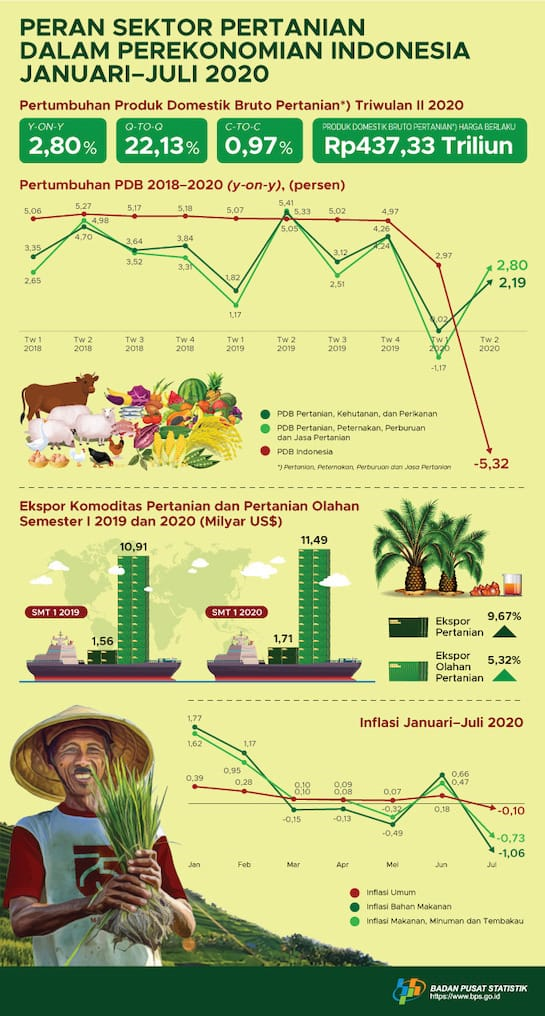 PERAN SEKTOR PERTANIAN
DALAM PEREKONOMIAN INDONESIA
JANUARI–JULI 2020
Pertumbuhan Produk Domestik Bruto Pertanian*) Triwulan II 2020
Y-ON-Y
2,80%
Q-TO-Q
22,13%
C-TO-C
0,97%
PRODUK DOMESTIK BRUTO PERTANIAN*) HARGA BERLAKU
Rp437,33 Triliun
Pertumbuhan PDB 2018–2020 (y-on-y), (persen)
5,06 5,27 5,17 5,18 5,07 5,41 5,33 5,02 4,97
4,98 5,05
3,35 4,70 3,64 3,84 1,82 3,12 4,26 2,97
2,65 3,52 3,31 1,17 2,51 4,24 0,02
2,80
2,19
-1,17
Tw 1 Tw 2 Tw 3 Tw 4 Tw 1 Tw 2 Tw 3 Tw 4 Tw 1 Tw 2
2018 2018 2018 2018 2019 2019 2019 2019 2020 2020
PDB Pertanian, Kehutanan, dan Perikanan
PDB Pertanian, Peternakan, Perburuan
dan Jasa Pertanian
PDB Indonesia
*) Pertanian, Peternakan, Perburuan dan Jasa Pertanian
-5,32
Ekspor Komoditas Pertanian dan Pertanian Olahan
Semester I 2019 dan 2020 (Milyar US$)
SMT 1 2019
1,56
10,91
SMT 1 2020
1,71
11,49
Ekspor
Pertanian
9,67%
Ekspor
Olahan
Pertanian
5,32%
Inflasi Januari–Juli 2020
1,77 1,17
1,62 0,95
0,39 0,28 0,10 0,09 0,07 0,66
0,10 0,08 0,47
-0,15 -0,13 -0,32 0,18 -0,10
-0,49
-0,73
-1,06
Jan Feb Mar Apr Mei Jun Jul
Inflasi Umum
Inflasi Bahan Makanan
Inflasi Makanan, Minuman dan Tembakau
75
BADAN PUSAT STATISTIK
https://www.bps.go.id